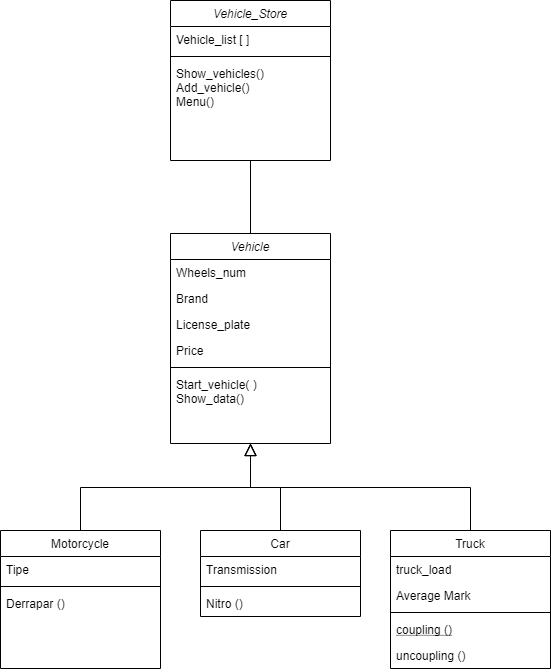 Vehicle_Store
Vehicle_list [ ]
Show_vehicles()
Add_vehicle()
Menu()
Vehicle
Wheels_num
Brand
License_plate
Price
Start_vehicle( )
Show_data()
Motorcycle
Tipe
Derrapar ()
Car
Transmission
Nitro ()
Truck
truck_load
Average Mark
coupling ()
uncoupling ()